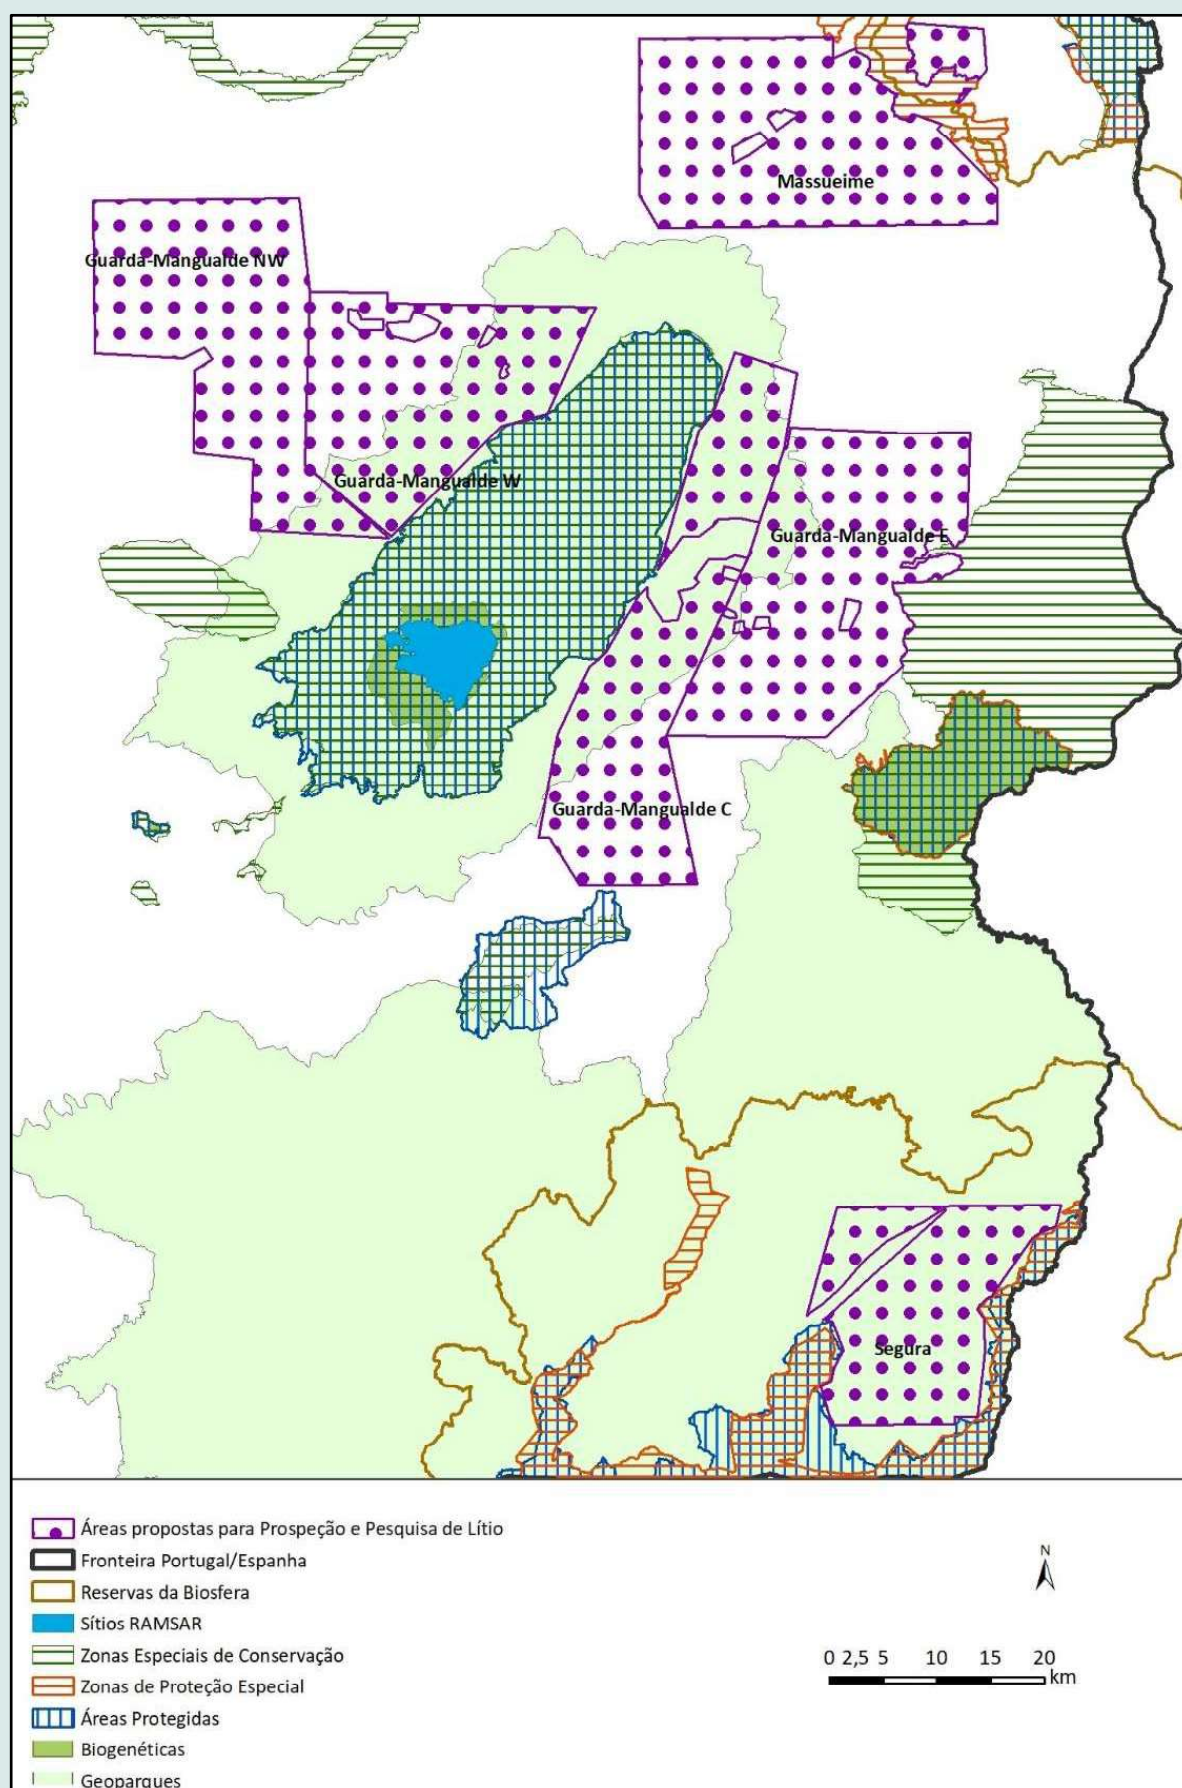 Massueime
Guarda-Mangualde NW
Guarda-Mangualde W
Guarda-Mangualde E
Guarda-Mangualde C
Segura
Áreas propostas para Prospeção e Pesquisa de Lítio
Fronteira Portugal/Espanha
Reservas da Biosfera
Sítios RAMSAR
Zonas Especiais de Conservação
Zonas de Proteção Especial
Áreas Protegidas
Biogenéticas
Geoparques
N
0 2,5 5 10 15 20
km